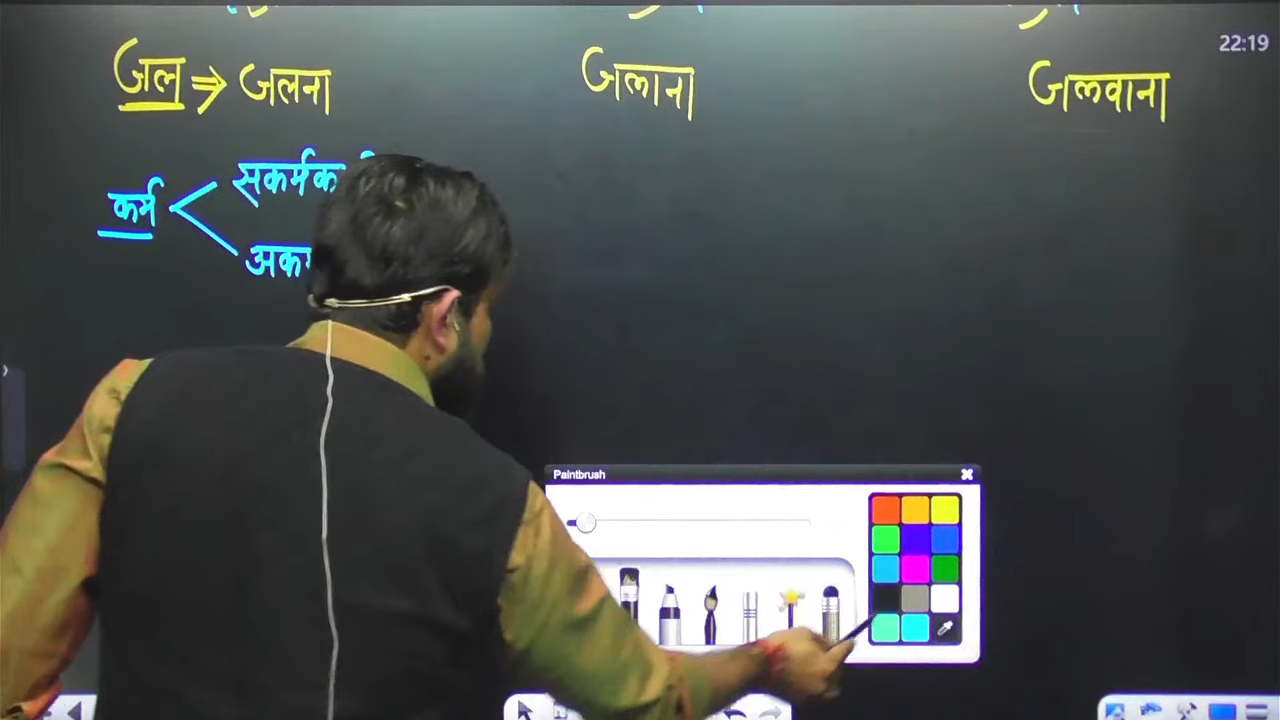 22:19
जल ⇒ जलना जलाना जलवाना
कर्म < सकर्मक
Paintbrush